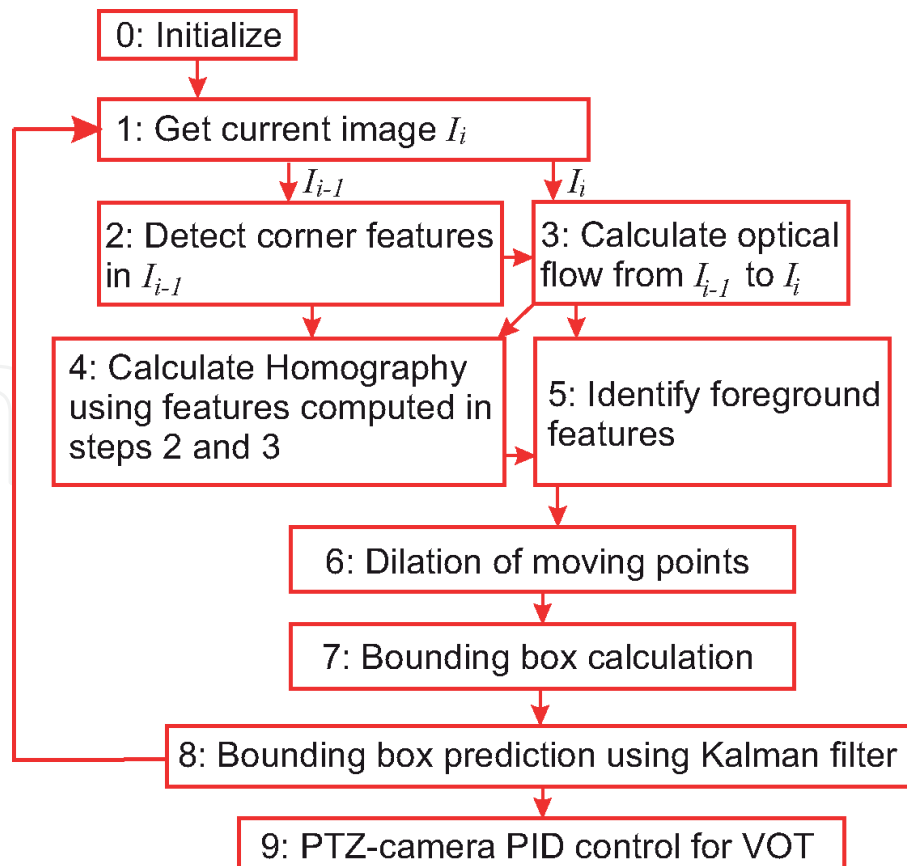 0: Initialize
1: Get current image Ii
Ii-1
Ii
2: Detect corner features
in Ii-1
3: Calculate optical
flow from Ii-1 to Ii
4: Calculate Homography
using features computed in
steps 2 and 3
5: Identify foreground
features
6: Dilation of moving points
7: Bounding box calculation
8: Bounding box prediction using Kalman filter
9: PTZ-camera PID control for VOT